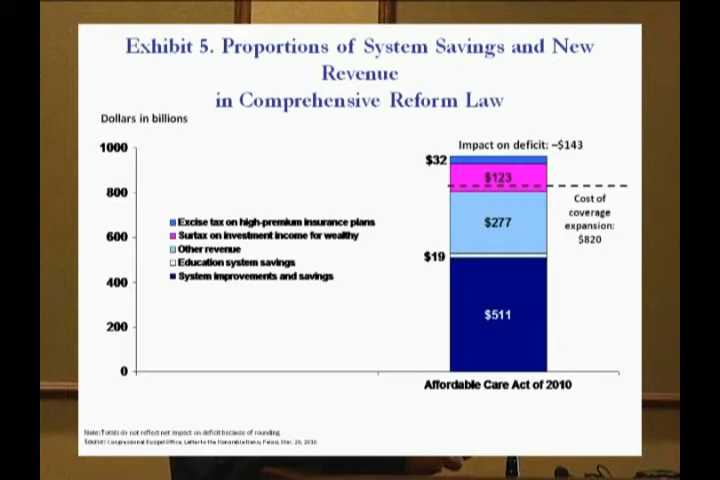 Exhibit 5. Proportions of System Savings and New
Revenue
in Comprehensive Reform Law
Dollars in billions
1000
800
600
400
200
0
Excise tax on high-premium insurance plans
Surtax on investment income for wealthy
Other revenue
Education system savings
System improvements and savings
Impact on deficit: –$143
$32
$123
$277
$19
$511
Cost of
coverage
expansion:
$820
Affordable Care Act of 2010
Note: Totals do not reflect net impact on deficit because of rounding.
Source: Congressional Budget Office, Letter to the Honorable Nancy Pelosi, Mar. 20, 2010.